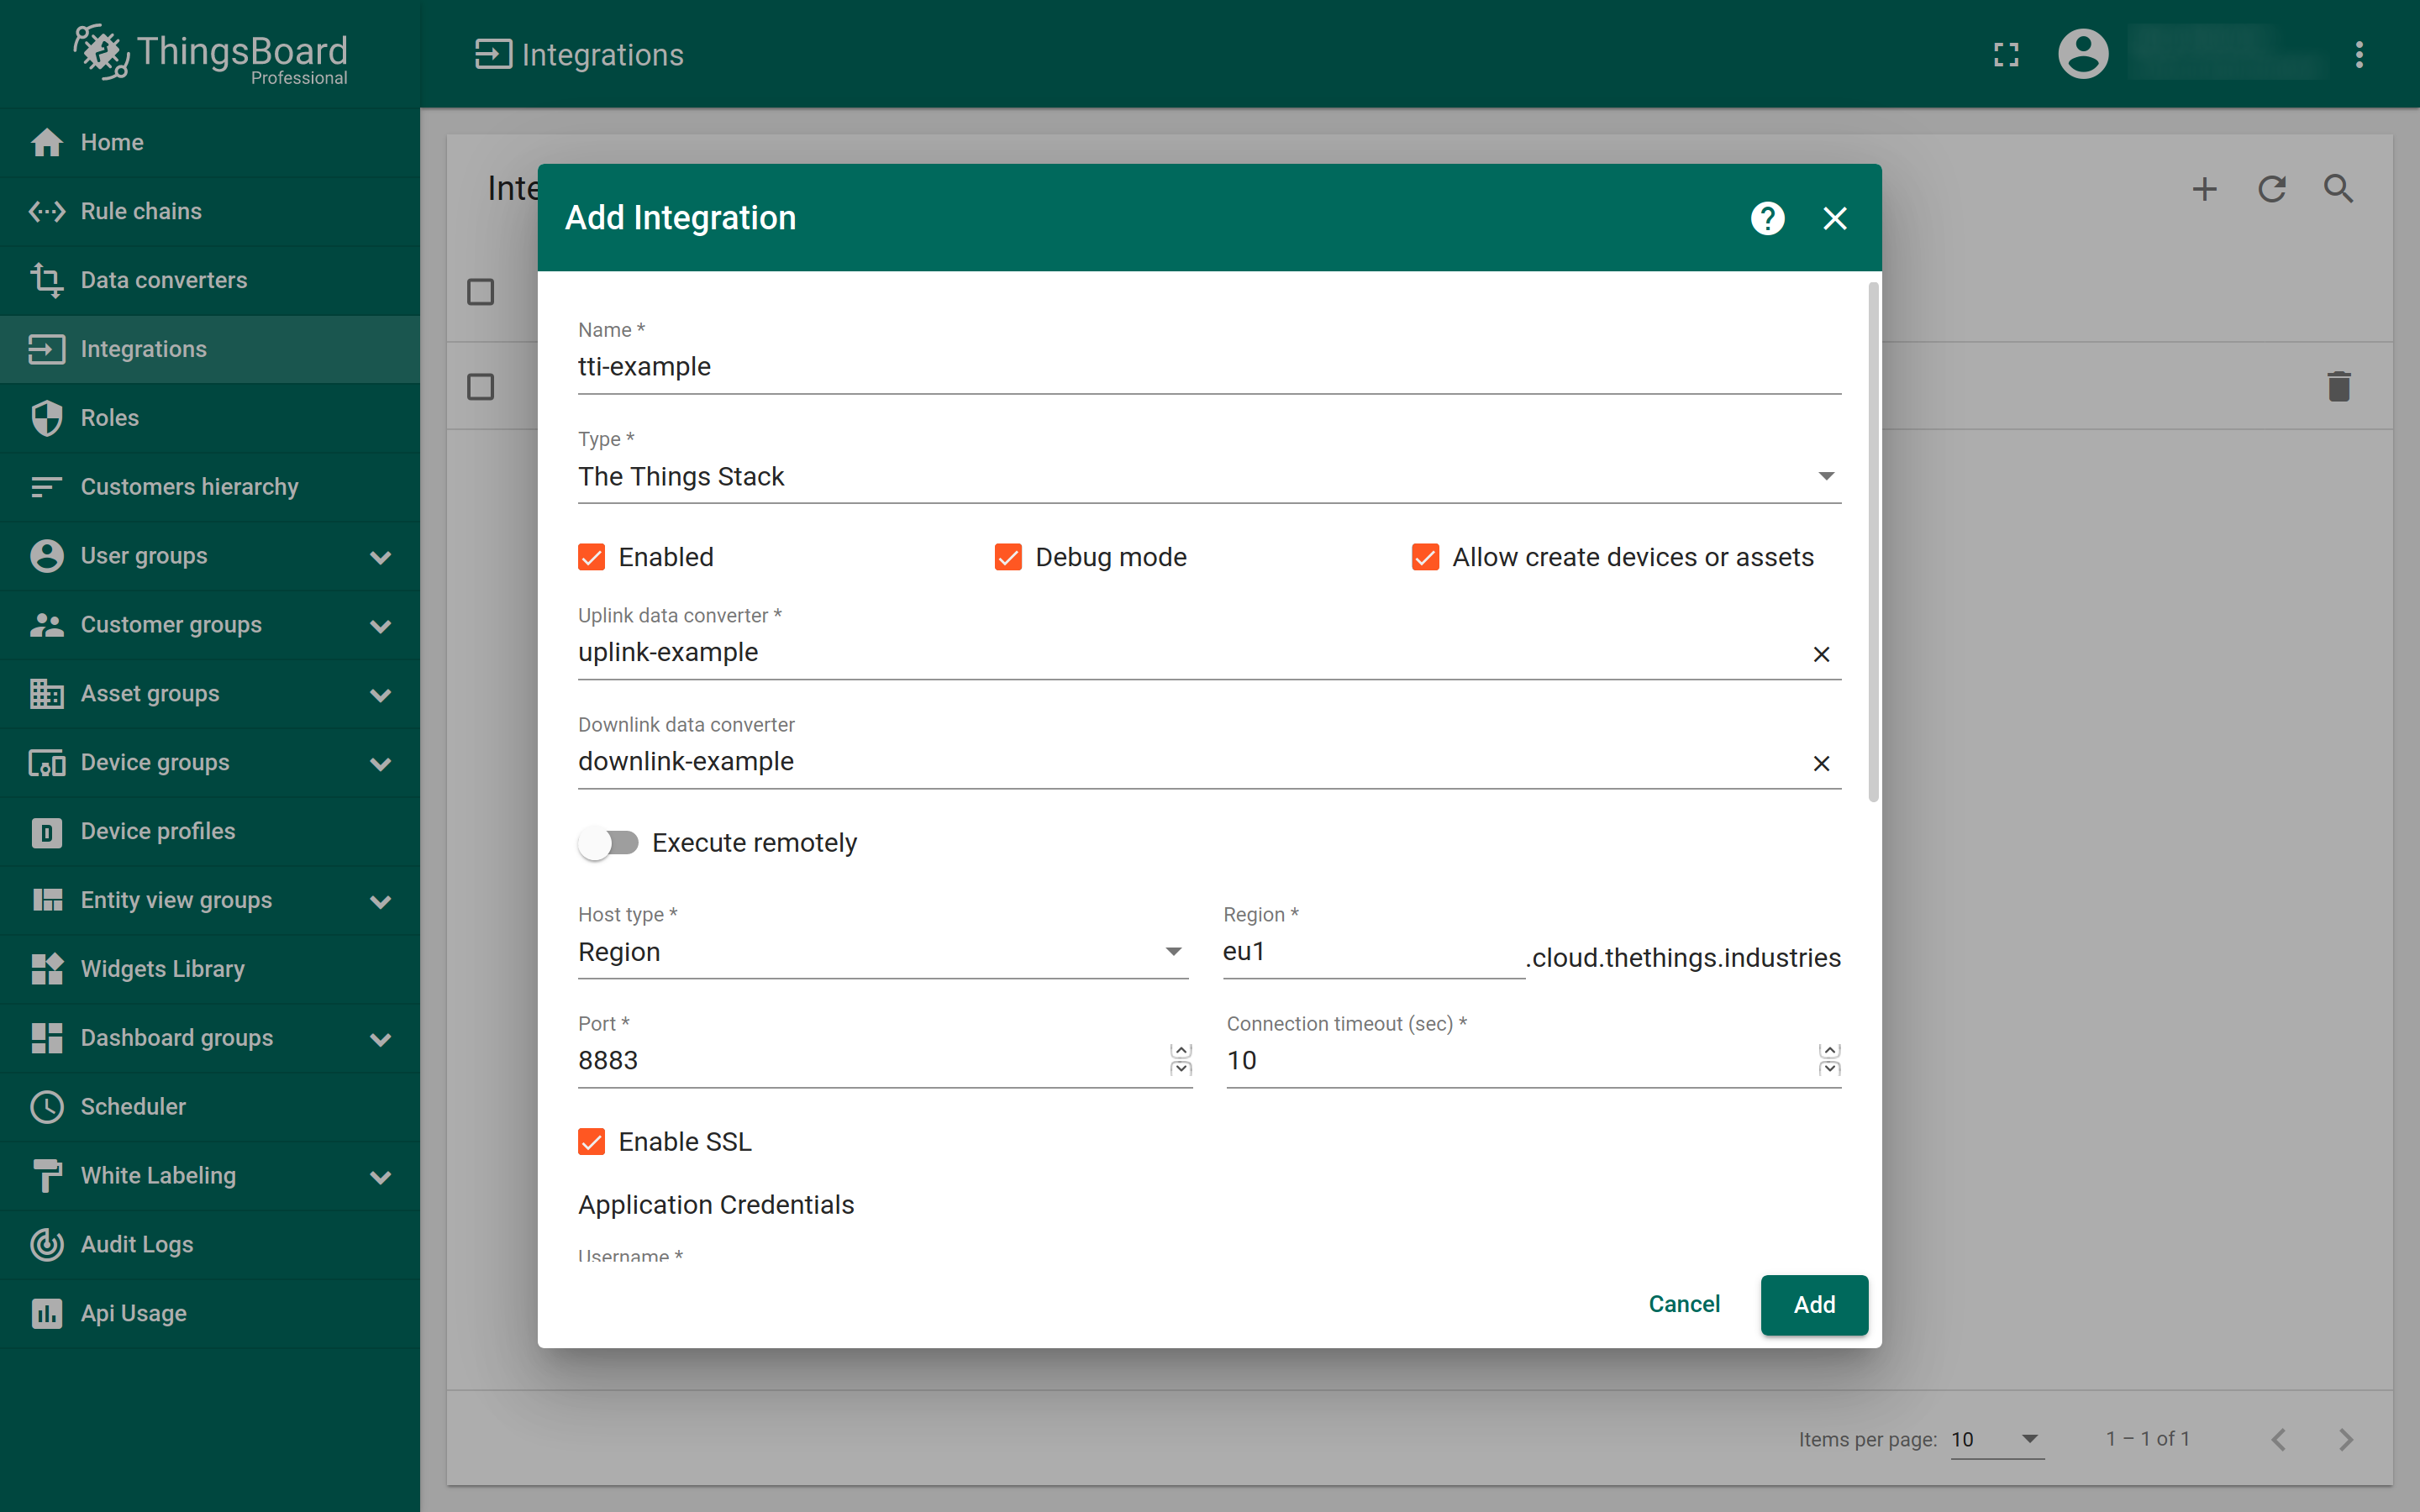 ThingsBoard
Professional
Integrations
Home
Rule chains
Data converters
Integrations
Roles
Customers hierarchy
User groups
Customer groups
Asset groups
Device groups
Device profiles
Entity view groups
Widgets Library
Dashboard groups
Scheduler
White Labeling
Audit Logs
Api Usage
Inte
Add Integration
Name *
tti-example
Type *
The Things Stack
Enabled Debug mode Allow create devices or assets
Uplink data converter *
uplink-example
Downlink data converter
downlink-example
Execute remotely
Host type * Region *
Region eu1 .cloud.thethings.industries
Port * Connection timeout (sec) *
8883 10
Enable SSL
Application Credentials
Username *
Cancel Add
Items per page: 10 1 – 1 of 1